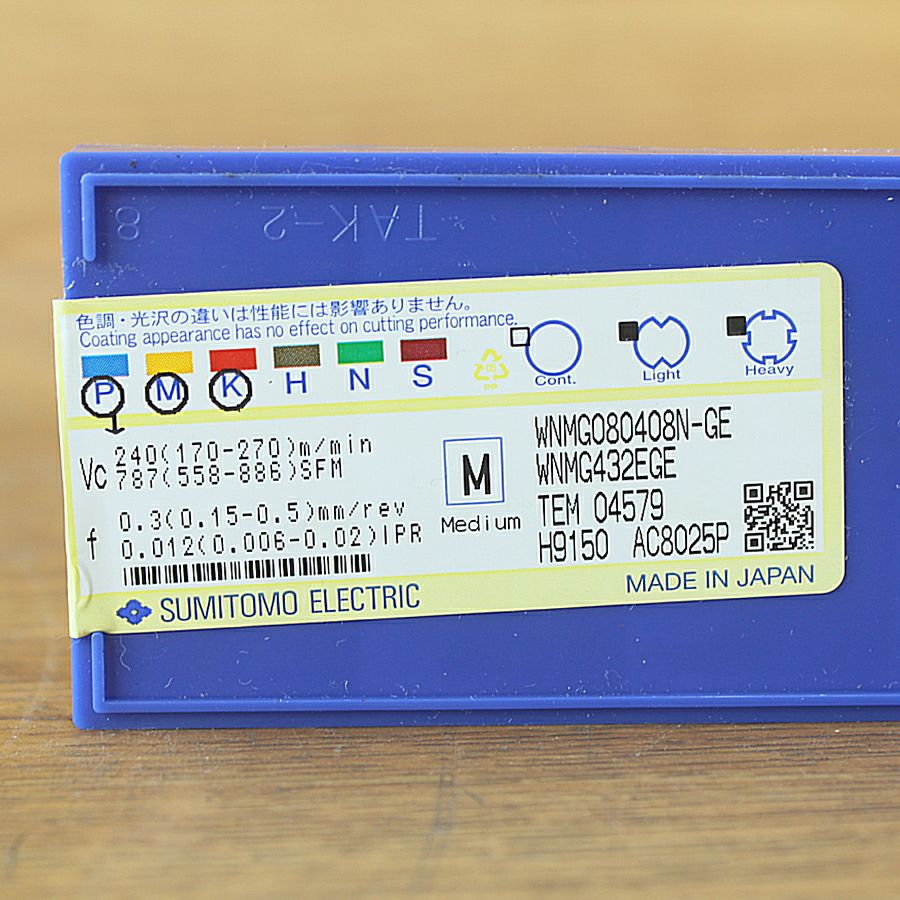 8 TAK-2
色調・光沢の違いは性能には影響ありません。
Coating appearance has no effect on cutting performance.
P M K H N S
05
PP
Cont. Light Heavy
Vc 240(170-270)m/min
787(558-886)SFM
f 0.3(0.15-0.5)mm/rev
0.012(0.006-0.02)IPR
M
Medium
WNMG080408N-GE
WNMG432EGE
TEM 04579
H9150 AC8025P
SUMITOMO ELECTRIC
MADE IN JAPAN